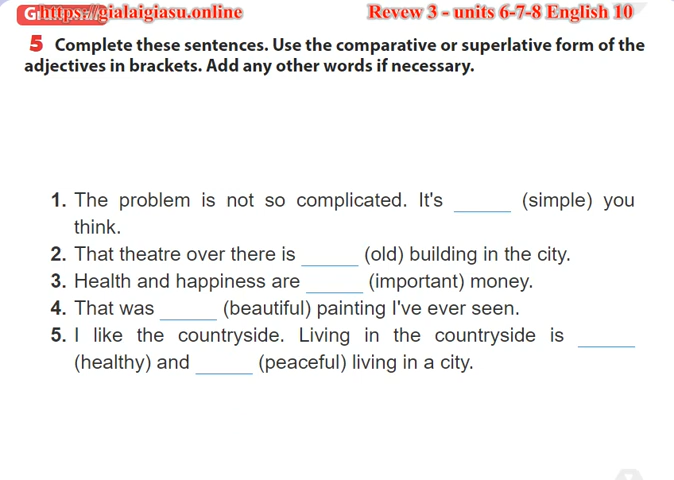 https://gialaigiasu.online Revew 3 - units 6-7-8 English 10
5 Complete these sentences. Use the comparative or superlative form of the
adjectives in brackets. Add any other words if necessary.
1. The problem is not so complicated. It's ______ (simple) you
think.
2. That theatre over there is ______ (old) building in the city.
3. Health and happiness are ______ (important) money.
4. That was ______ (beautiful) painting I've ever seen.
5. I like the countryside. Living in the countryside is ______
(healthy) and ______ (peaceful) living in a city.